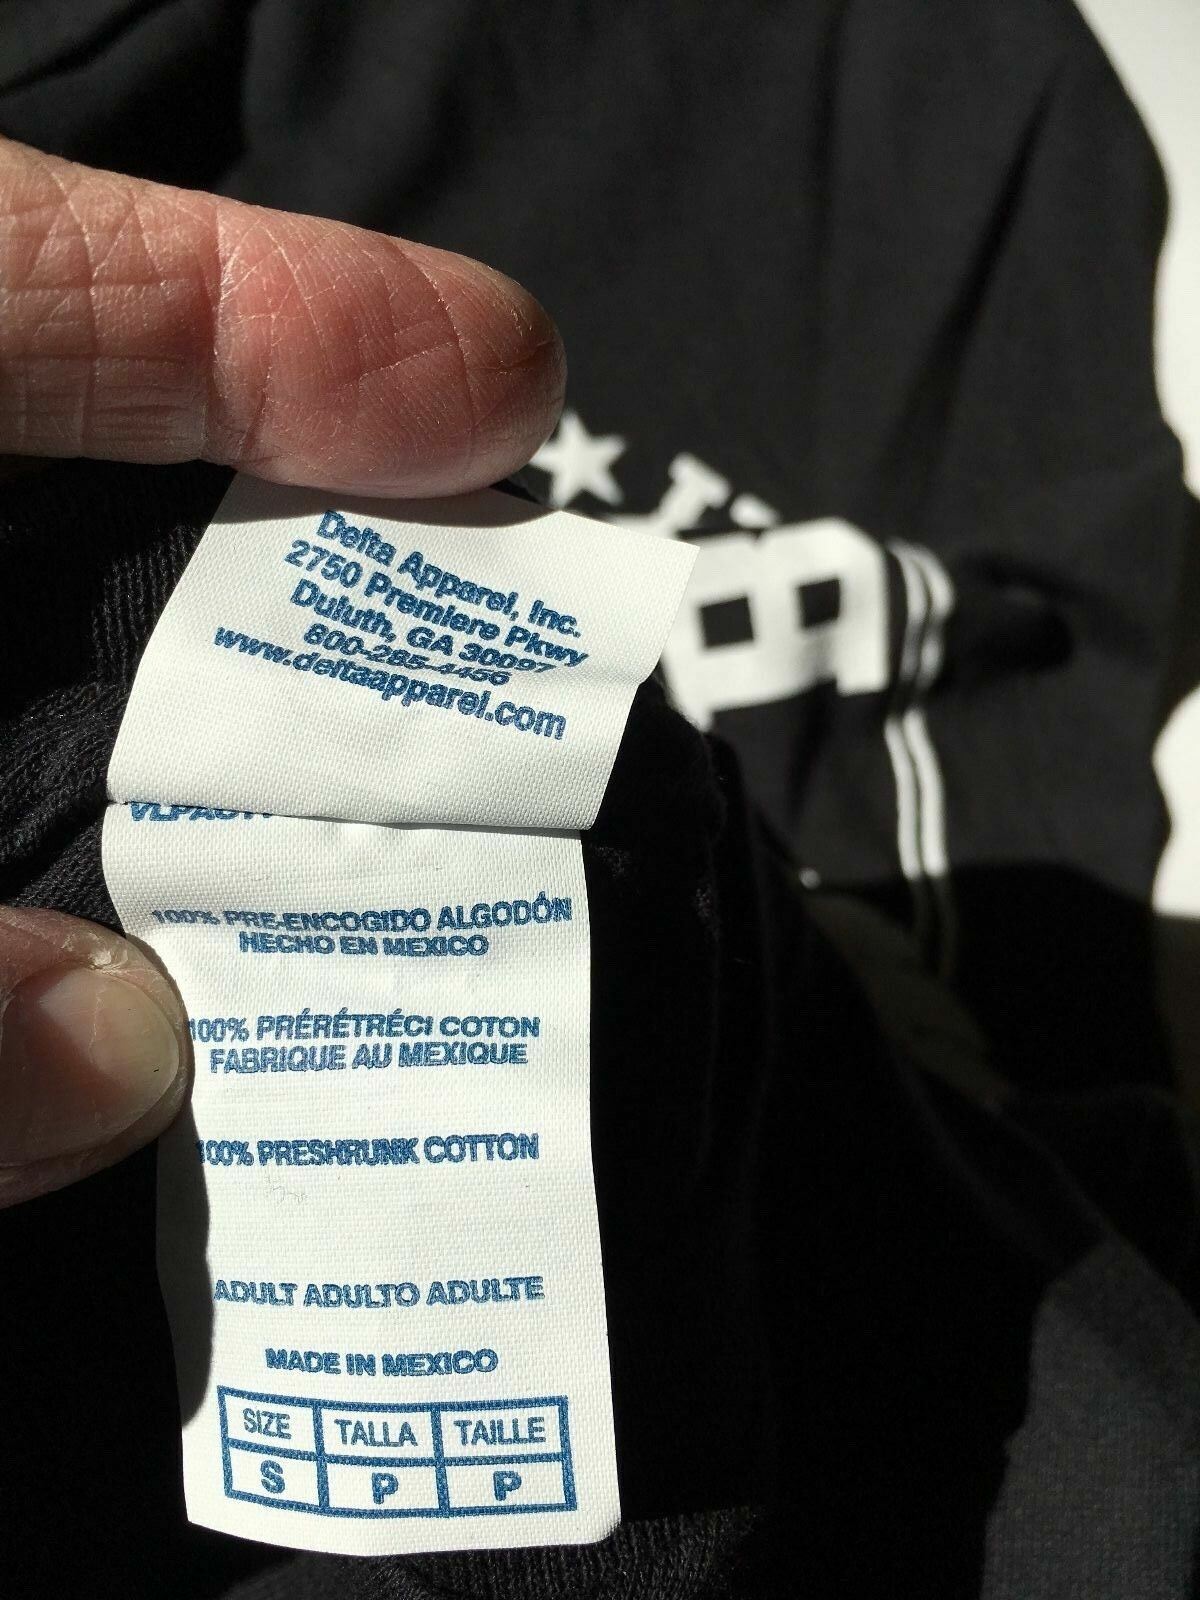 Delta Apparel, Inc.
2750 Premiere Pkwy
Duluth, GA 30097
800-285-4456
www.deltaapparel.com
100% PRE-ENCOGIDO ALGODÓN
HECHO EN MEXICO
100% PRÉRÉTRÉCI COTON
FABRIQUE AU MEXIQUE
100% PRESHRUNK COTTON
ADULT ADULTO ADULTE
MADE IN MEXICO
SIZE TALLA TAILLE
S P P